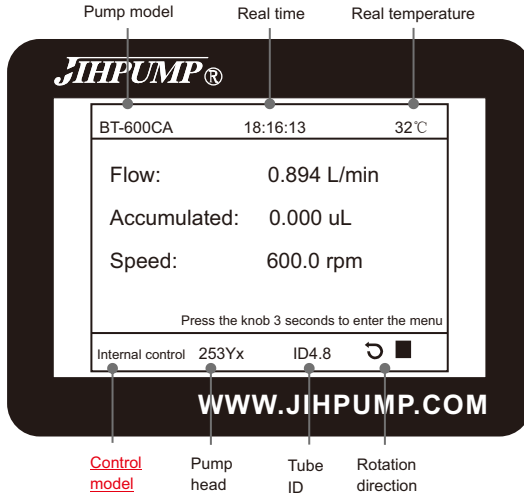 Pump model Real time Real temperature
JIHPUMP®
BT-600CA 18:16:13 32℃
Flow: 0.894 L/min
Accumulated: 0.000 uL
Speed: 600.0 rpm
Press the knob 3 seconds to enter the menu
Internal control 253Yx ID4.8
WWW.JIHPUMP.COM
Control Pump Tube Rotation
model head ID direction